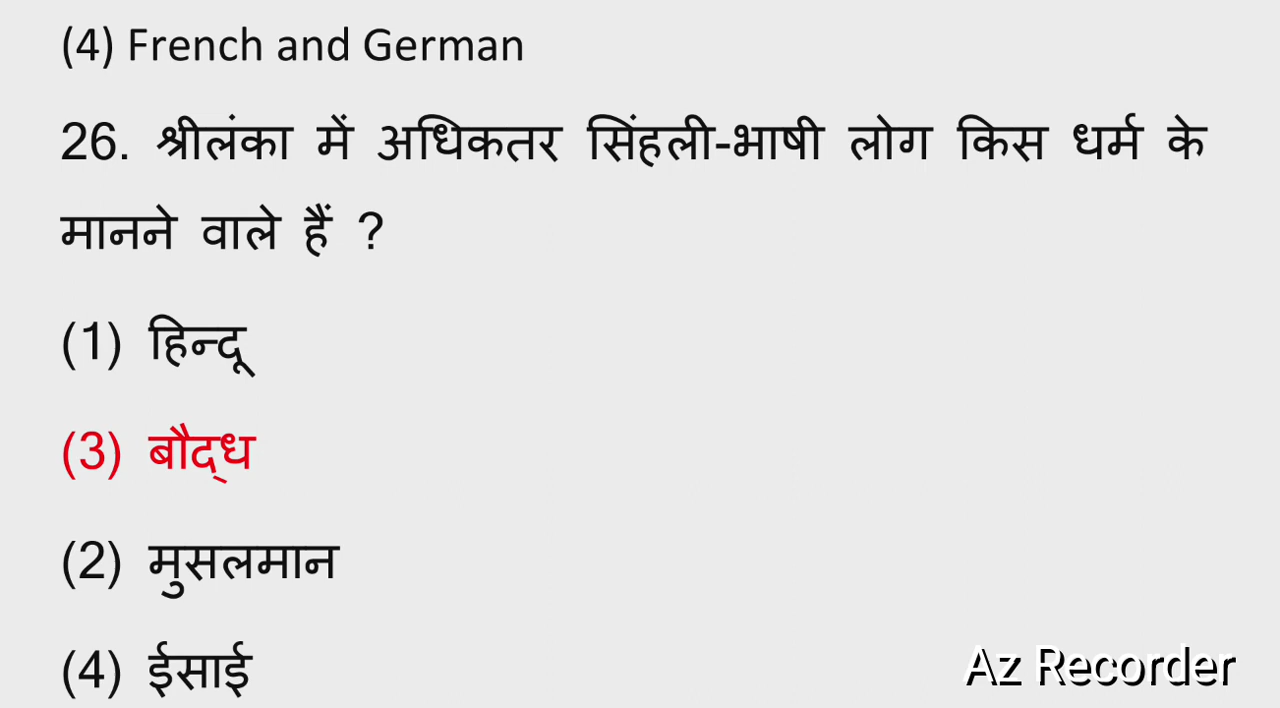 (4) French and German
26. श्रीलंका में अधिकतर सिंहली-भाषी लोग किस धर्म के
मानने वाले हैं ?
(1) हिन्दू
(3) बौद्ध
(2) मुसलमान
(4) ईसाई
Az Recorder